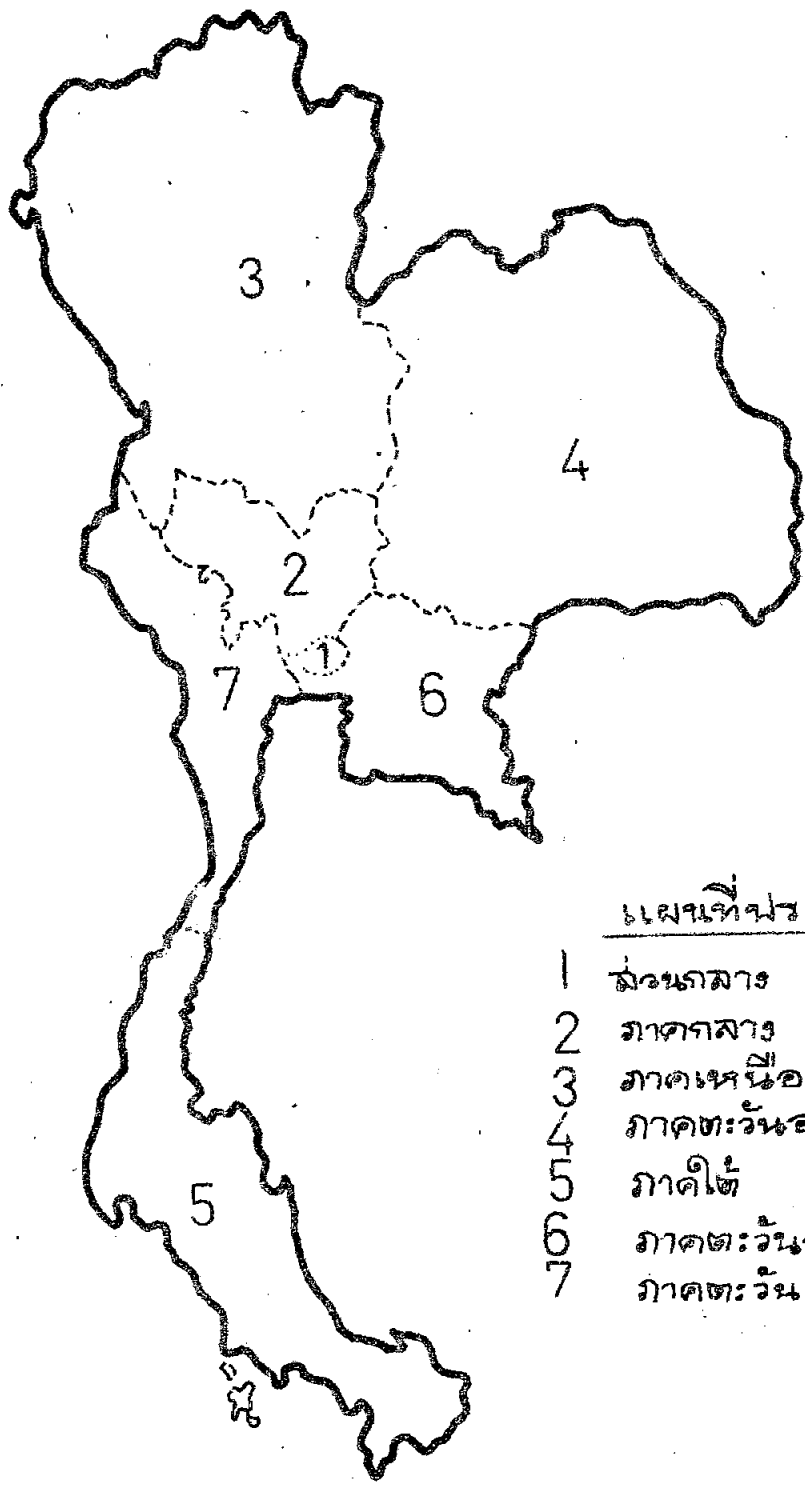 3
4
2
1
7
6
5
แผนที่ปร
1 ส่วนกลาง
2 ภาคกลาง
3 ภาคเหนือ
4 ภาคตะวัน
5 ภาคใต้
6 ภาคตะวัน
7 ภาคตะวัน